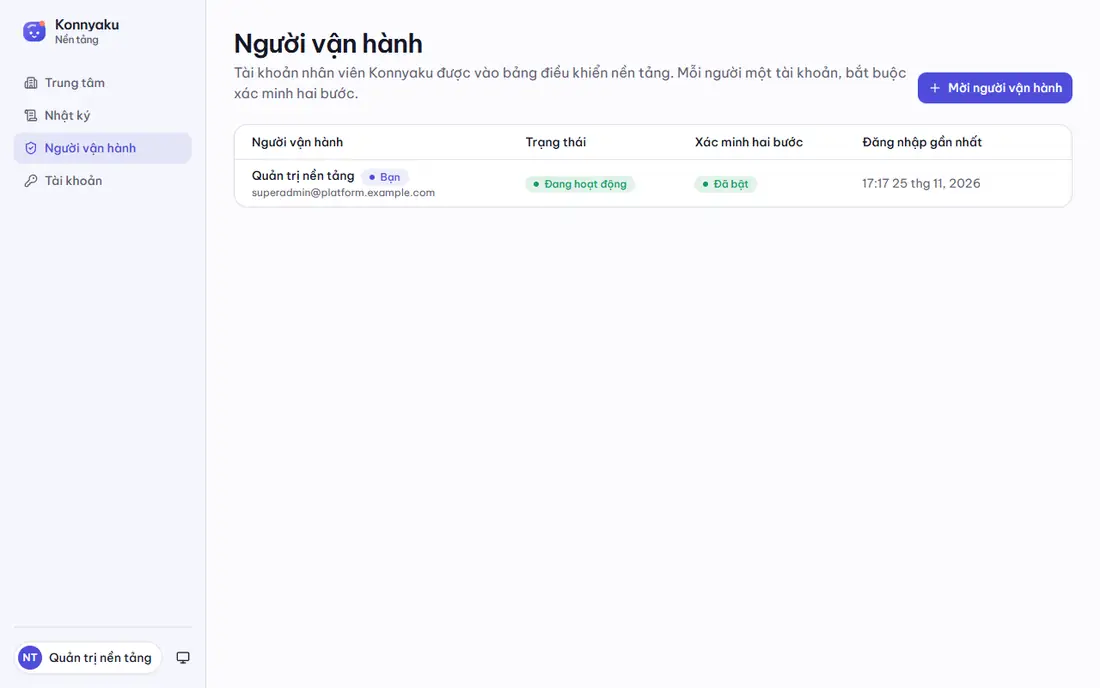 Konnyaku
Nền tảng
Trung tâm
Nhật ký
Người vận hành
Tài khoản
NT Quản trị nền tảng
Người vận hành
Tài khoản nhân viên Konnyaku được vào bảng điều khiển nền tảng. Mỗi người một tài khoản, bắt buộc
xác minh hai bước.
+ Mời người vận hành
Người vận hành Trạng thái Xác minh hai bước Đăng nhập gần nhất
Quản trị nền tảng Bạn
superadmin@platform.example.com
Đang hoạt động Đã bật 17:17 25 thg 11, 2026